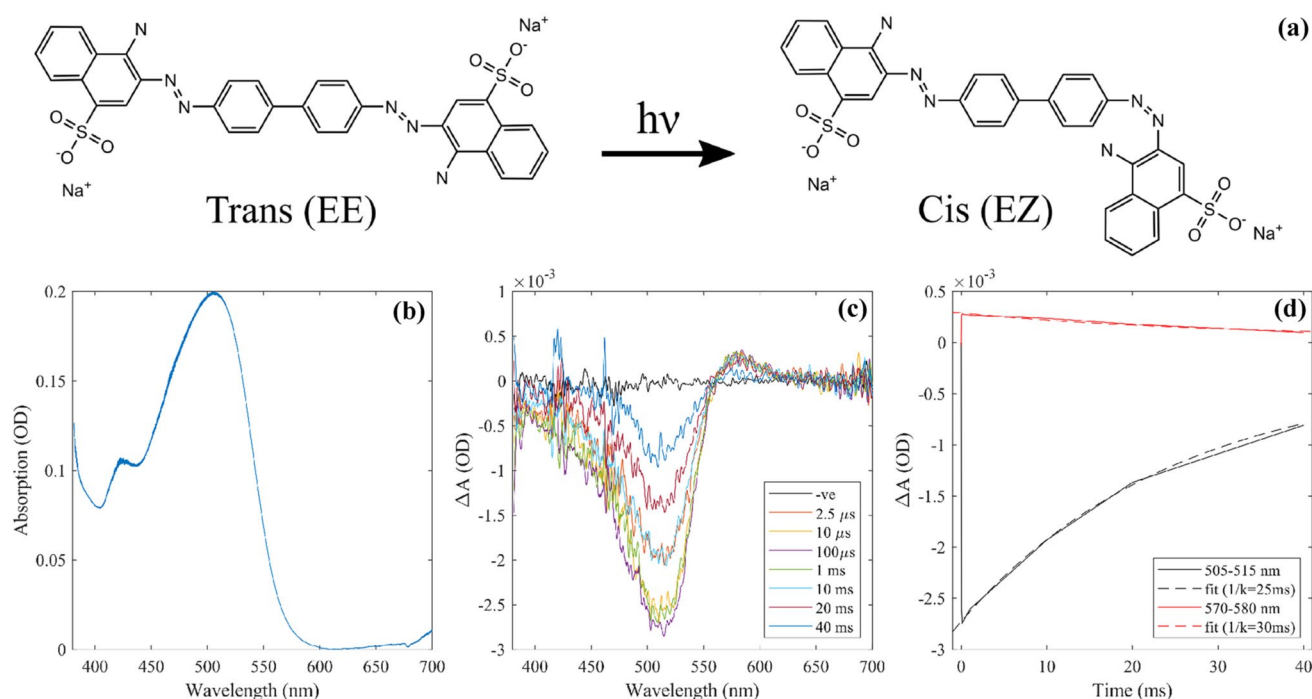 (a)
N
Na⁺
O⁻
O
S
O
N
N
N
N
O
S
O
O⁻
Na⁺
N
Trans (EE)
hν
N
N
N
N
N
O
S
O
O⁻
Na⁺
N
O
S
O
O⁻
Na⁺
Cis (EZ)
(b)
0.2
0.15
0.1
0.05
0
Absorption (OD)
400 450 500 550 600 650 700
Wavelength (nm)
×10⁻³
(c)
1
0.5
0
-0.5
-1
-1.5
-2
-2.5
-3
ΔA (OD)
-ve
2.5 μs
10 μs
100μs
1 ms
10 ms
20 ms
40 ms
400 450 500 550 600 650 700
Wavelength (nm)
×10⁻³
(d)
0.5
0
-0.5
-1
-1.5
-2
-2.5
-3
ΔA (OD)
505-515 nm
fit (1/k=25ms)
570-580 nm
fit (1/k=30ms)
0 10 20 30 40
Time (ms)